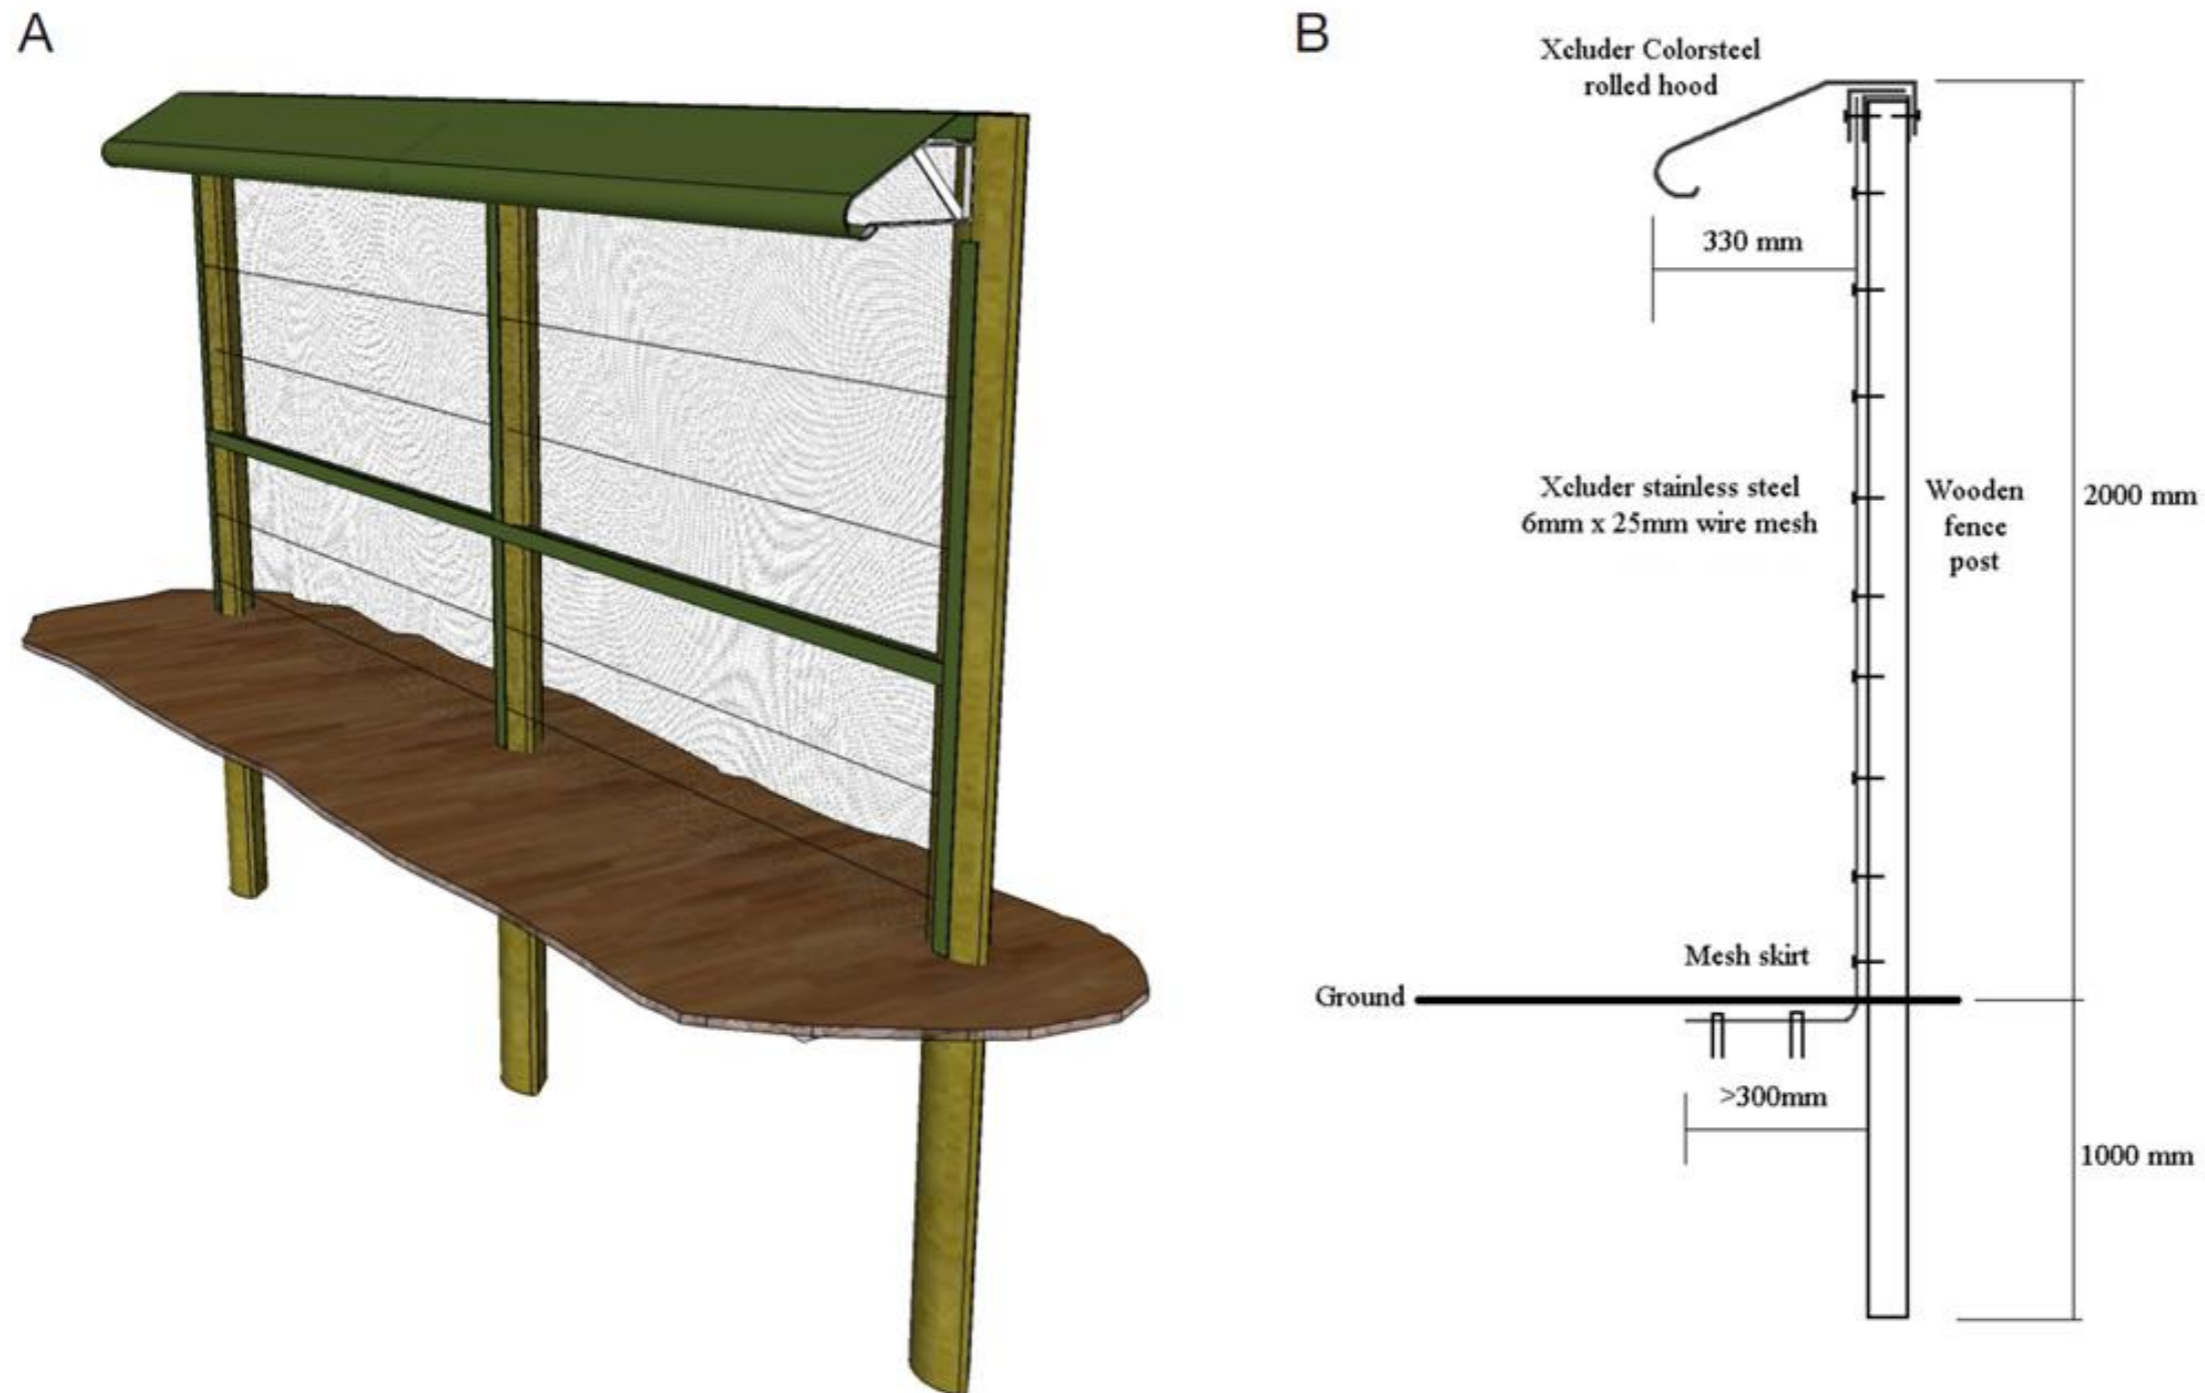 A
B
Xcluder Colorsteel
rolled hood
330 mm
Xcluder stainless steel
6mm x 25mm wire mesh
Wooden
fence
post
2000 mm
Mesh skirt
Ground
>300mm
1000 mm